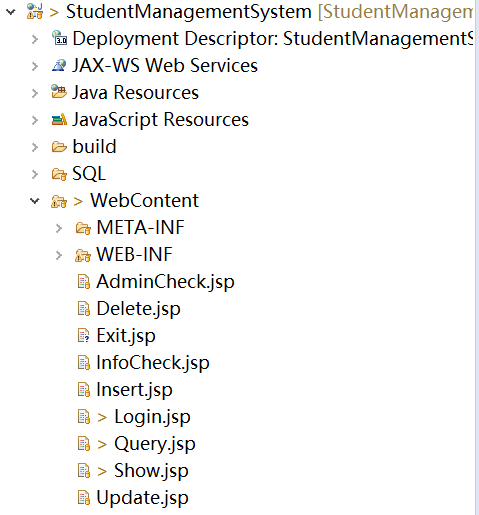 > StudentManagementSystem [StudentManagem
Deployment Descriptor: StudentManagementS
JAX-WS Web Services
Java Resources
JavaScript Resources
build
SQL
> WebContent
META-INF
WEB-INF
AdminCheck.jsp
Delete.jsp
Exit.jsp
InfoCheck.jsp
Insert.jsp
> Login.jsp
> Query.jsp
> Show.jsp
Update.jsp